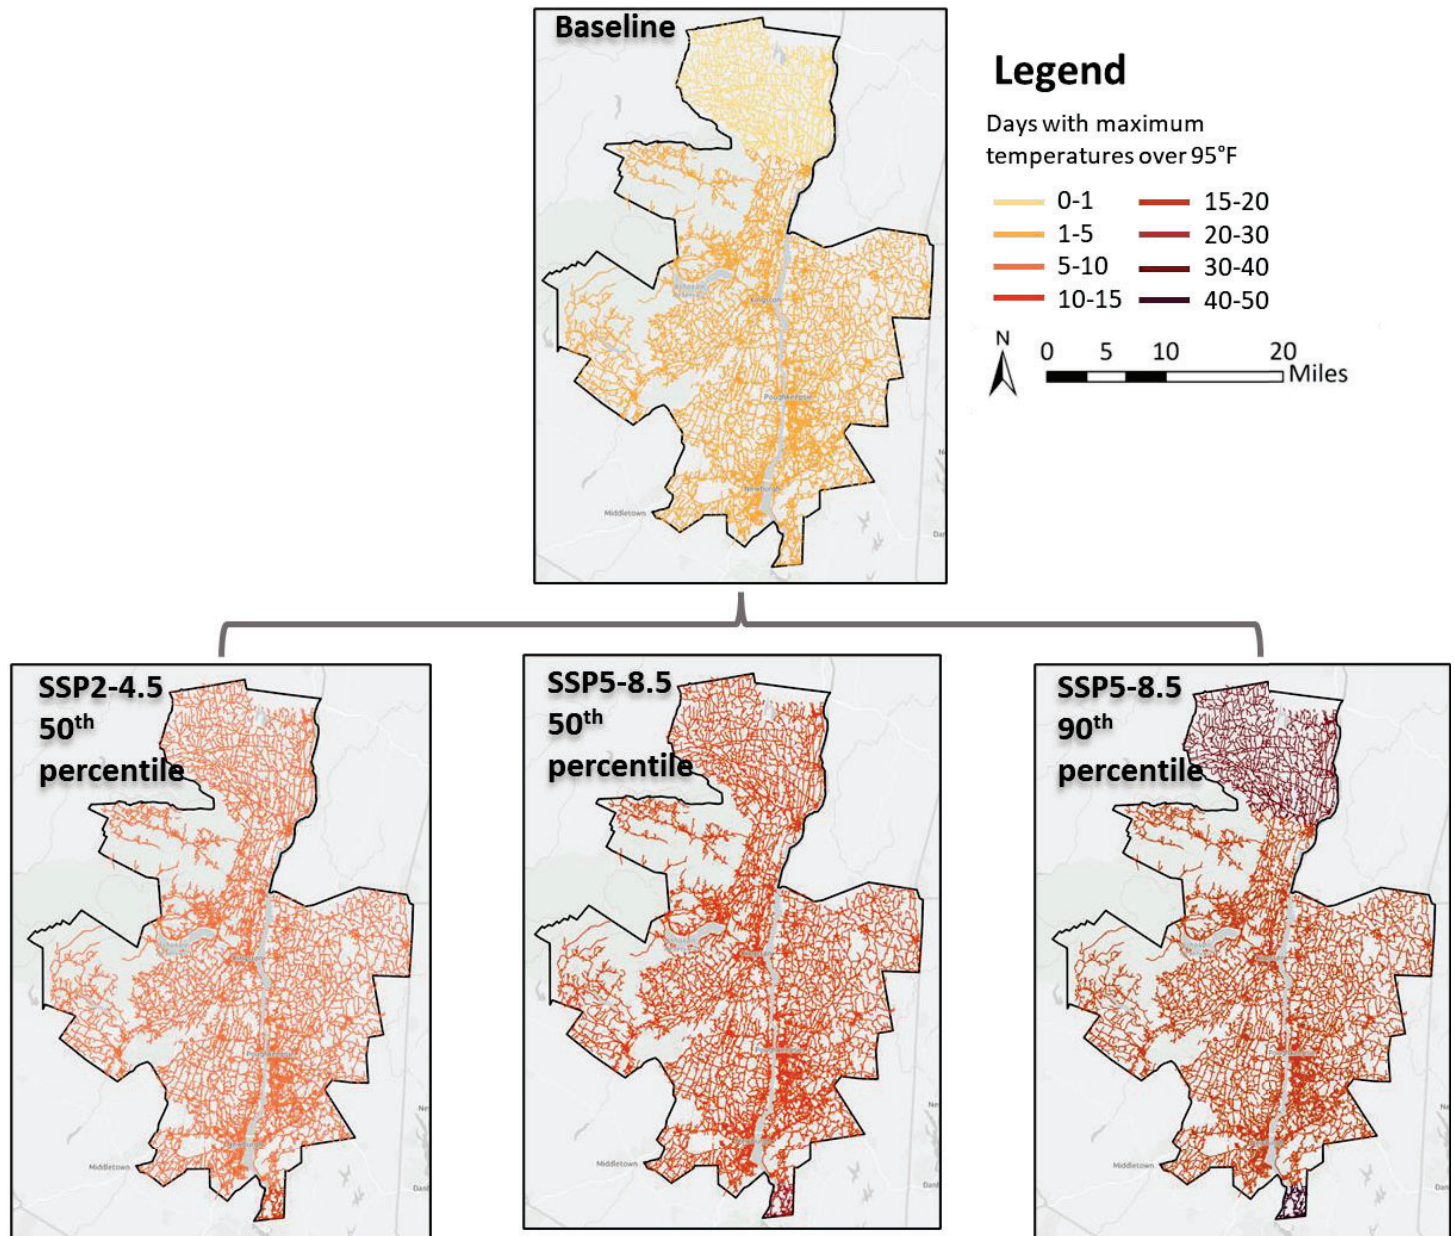 Baseline
Kingston
Poughkeepsie
Newburgh
Middletown
Dan
Legend
Days with maximum
temperatures over 95°F
0-1
1-5
5-10
10-15
15-20
20-30
30-40
40-50
N
0 5 10 20
Miles
SSP2-4.5
50th
percentile
Middletown
Dan
SSP5-8.5
50th
percentile
Middletown
SSP5-8.5
90th
percentile
Middletown